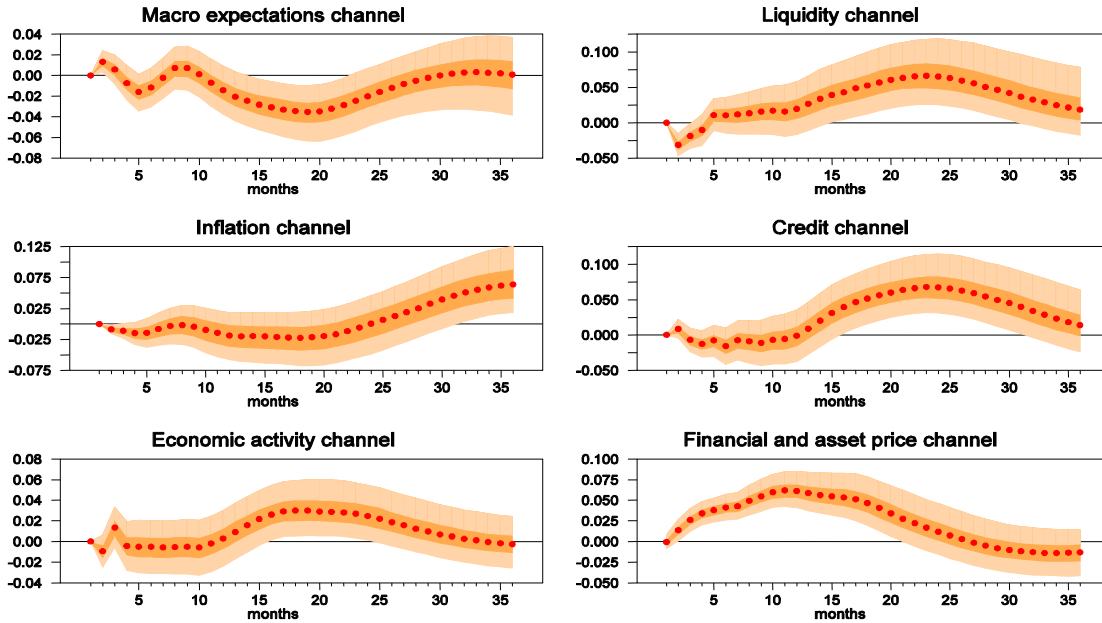 Macro expectations channel
0.04
0.02
0.00
-0.02
-0.04
-0.06
-0.08
5 10 15 20 25 30 35
months
Liquidity channel
0.100
0.050
0.000
-0.050
5 10 15 20 25 30 35
months
Inflation channel
0.125
0.075
0.025
-0.025
-0.075
5 10 15 20 25 30 35
months
Credit channel
0.100
0.050
0.000
-0.050
5 10 15 20 25 30 35
months
Economic activity channel
0.08
0.06
0.04
0.02
0.00
-0.02
-0.04
5 10 15 20 25 30 35
months
Financial and asset price channel
0.100
0.075
0.050
0.025
0.000
-0.025
-0.050
5 10 15 20 25 30 35
months